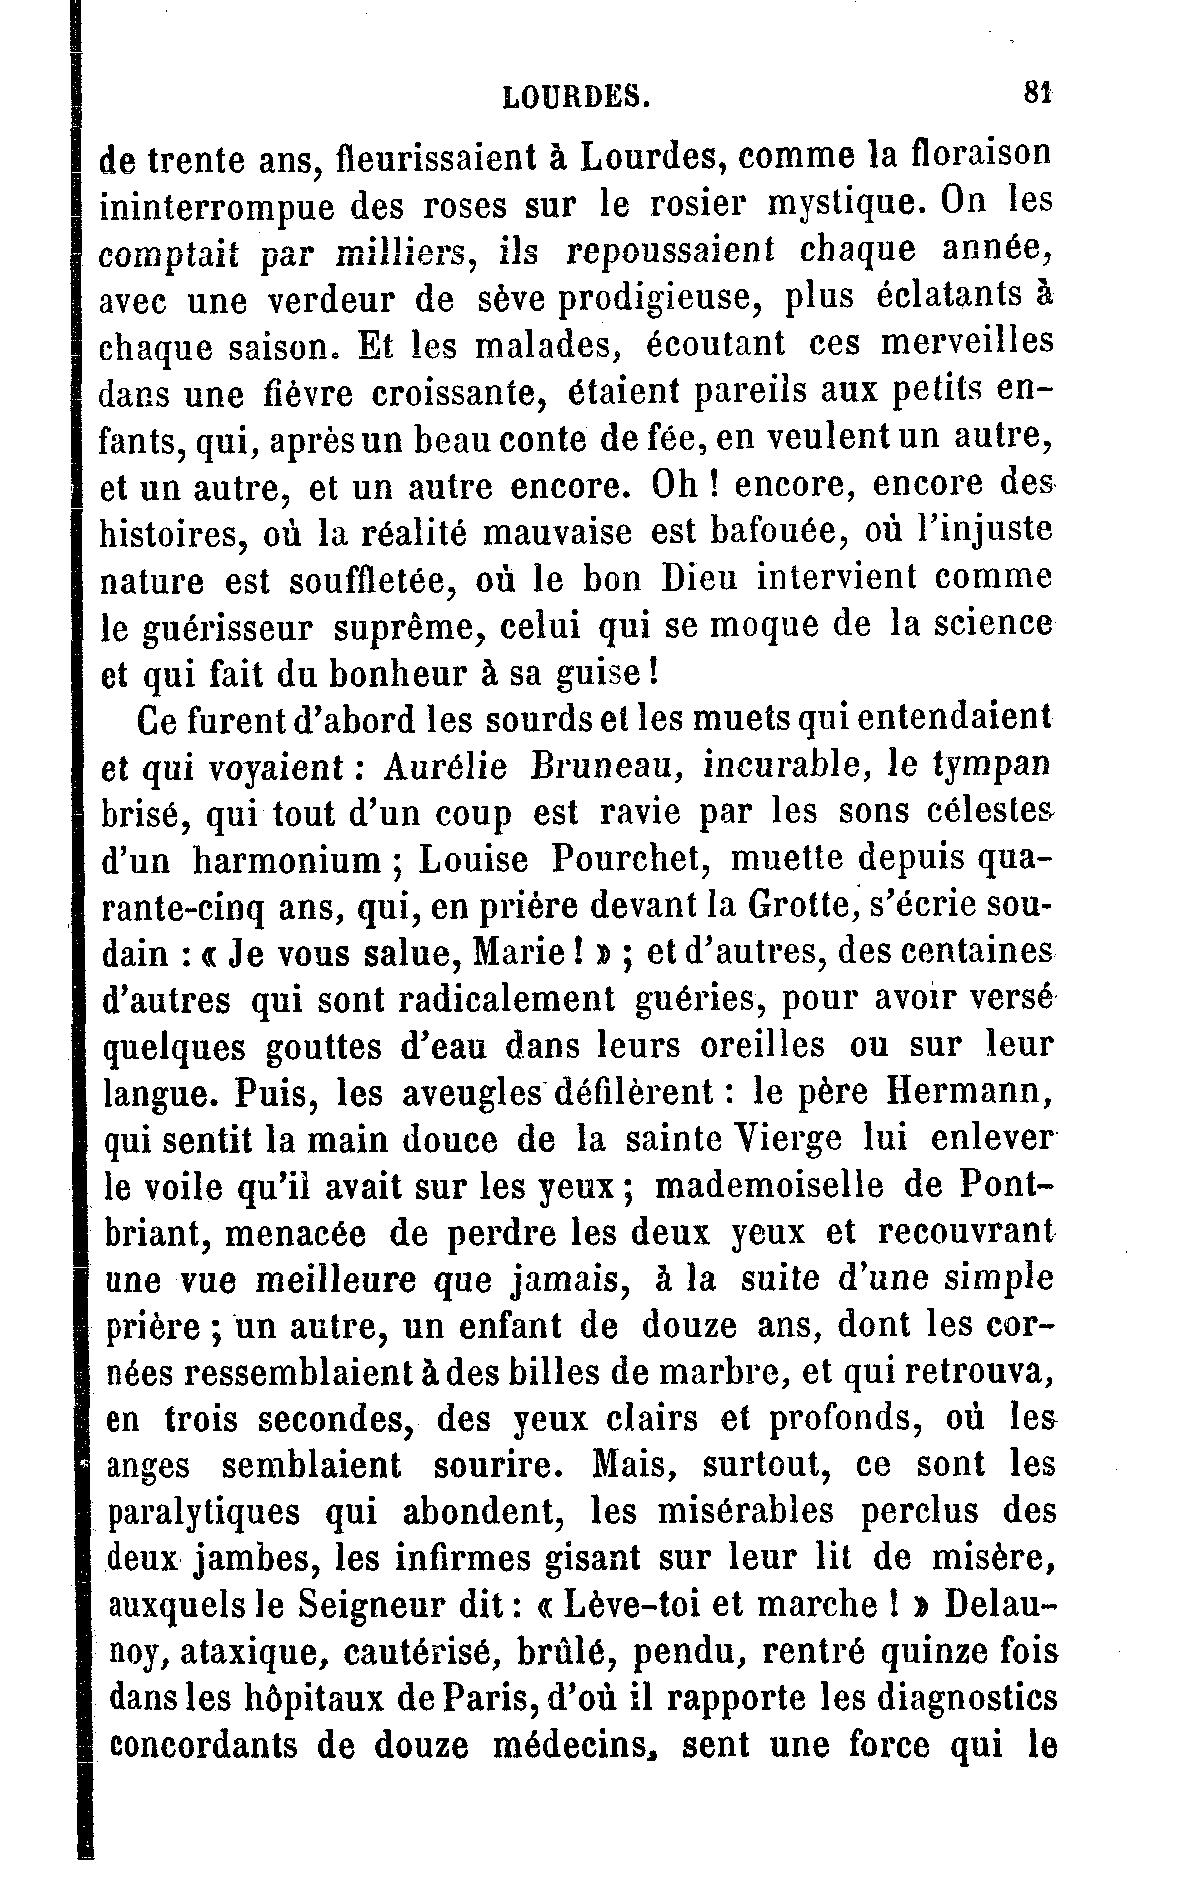 LOURDES. 81
de trente ans, fleurissaient à Lourdes, comme la floraison
ininterrompue des roses sur le rosier mystique. On les
comptait par milliers, ils repoussaient chaque année,
avec une verdeur de sève prodigieuse, plus éclatants à
chaque saison. Et les malades, écoutant ces merveilles
dans une fièvre croissante, étaient pareils aux petits en-
fants, qui, après un beau conte de fée, en veulent un autre,
et un autre, et un autre encore. Oh ! encore, encore des
histoires, où la réalité mauvaise est bafouée, où l'injuste
nature est souffletée, où le bon Dieu intervient comme
le guérisseur suprême, celui qui se moque de la science
et qui fait du bonheur à sa guise !
Ce furent d'abord les sourds et les muets qui entendaient
et qui voyaient : Aurélie Bruneau, incurable, le tympan
brisé, qui tout d'un coup est ravie par les sons célestes
d'un harmonium ; Louise Pourchet, muette depuis qua-
rante-cinq ans, qui, en prière devant la Grotte, s'écrie sou-
dain : « Je vous salue, Marie ! » ; et d'autres, des centaines
d'autres qui sont radicalement guéries, pour avoir versé
quelques gouttes d'eau dans leurs oreilles ou sur leur
langue. Puis, les aveugles défilèrent : le père Hermann,
qui sentit la main douce de la sainte Vierge lui enlever
le voile qu'il avait sur les yeux ; mademoiselle de Pont-
briant, menacée de perdre les deux yeux et recouvrant
une vue meilleure que jamais, à la suite d'une simple
prière ; un autre, un enfant de douze ans, dont les cor-
nées ressemblaient à des billes de marbre, et qui retrouva,
en trois secondes, des yeux clairs et profonds, où les
anges semblaient sourire. Mais, surtout, ce sont les
paralytiques qui abondent, les misérables perclus des
deux jambes, les infirmes gisant sur leur lit de misère,
auxquels le Seigneur dit : « Lève-toi et marche ! » Delau-
noy, ataxique, cautérisé, brûlé, pendu, rentré quinze fois
dans les hôpitaux de Paris, d'où il rapporte les diagnostics
concordants de douze médecins, sent une force qui le